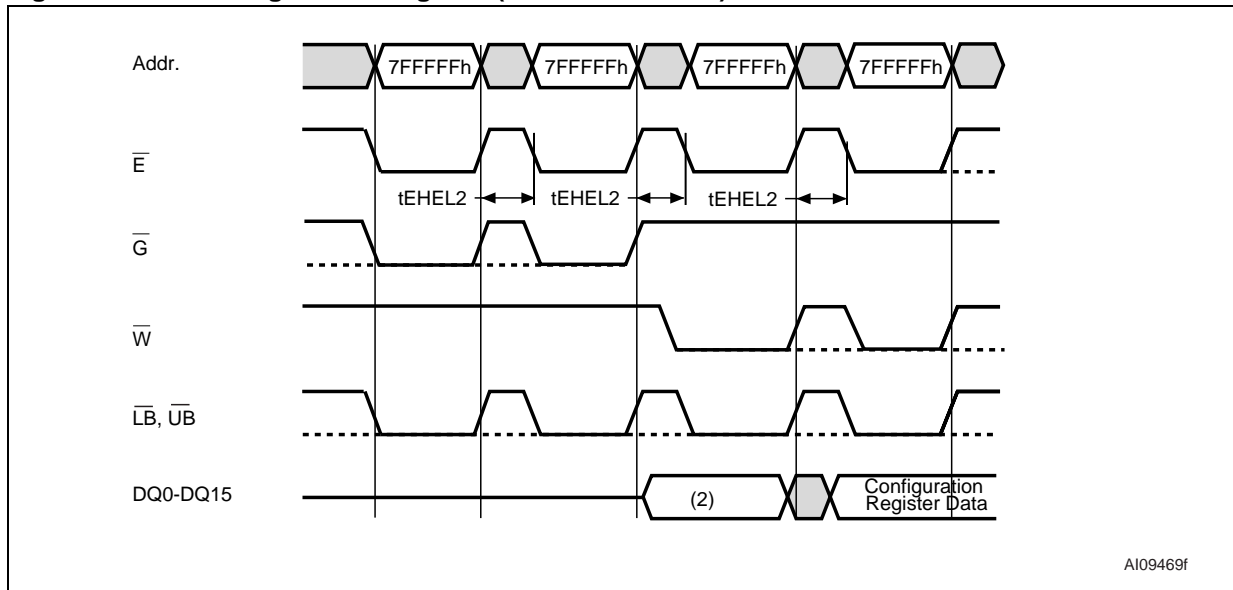 Addr.
7FFFFFh 7FFFFFh 7FFFFFh 7FFFFFh
E
tEHEL2 tEHEL2 tEHEL2
G
W
LB, UB
DQ0-DQ15
(2)
Configuration
Register Data
AI09469f